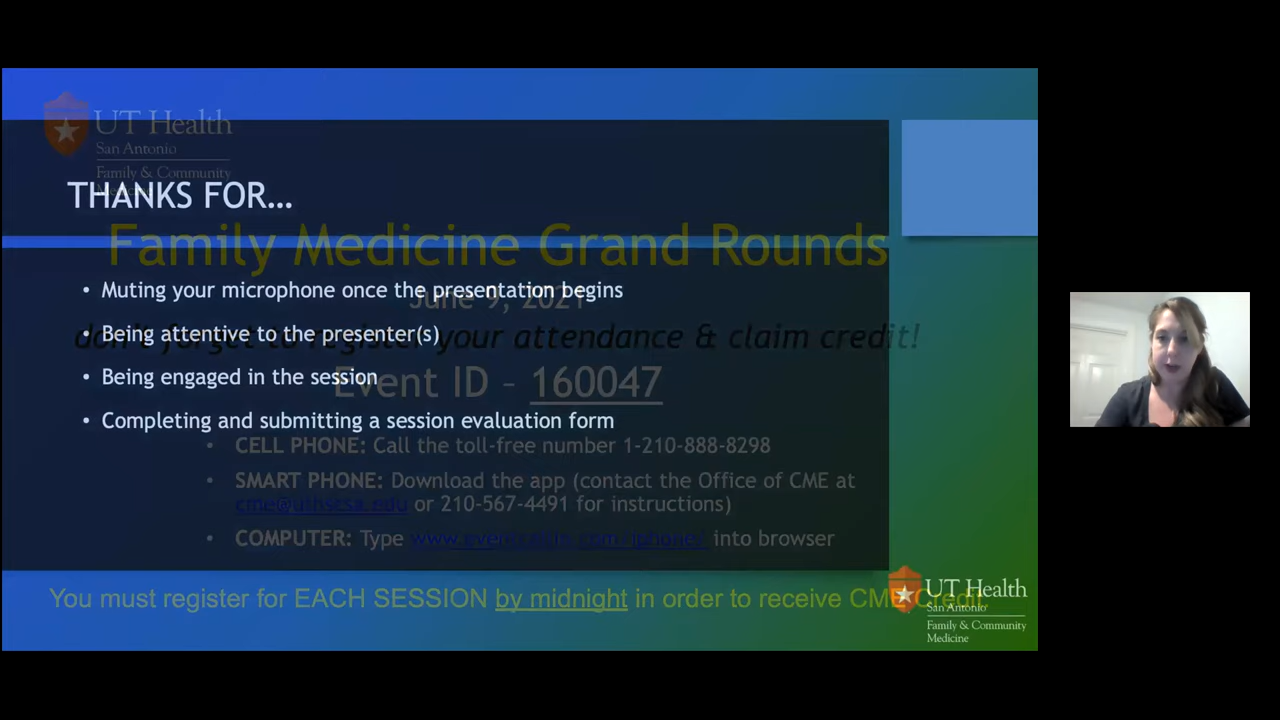 UT Health
San Antonio
Family & Community
THANKS FOR…
Family Medicine Grand Rounds
• Muting your microphone once the presentation begins
June 9, 2021
• Being attentive to the presenter(s)
don't forget to register your attendance & claim credit!
• Being engaged in the session
Event ID – 160047
• Completing and submitting a session evaluation form
• CELL PHONE: Call the toll-free number 1-210-888-8298
• SMART PHONE: Download the app (contact the Office of CME at
cme@uthscsa.edu or 210-567-4491 for instructions)
• COMPUTER: Type into browser
You must register for EACH SESSION by midnight in order to receive CME Credit.
UT Health
San Antonio
Family & Community
Medicine